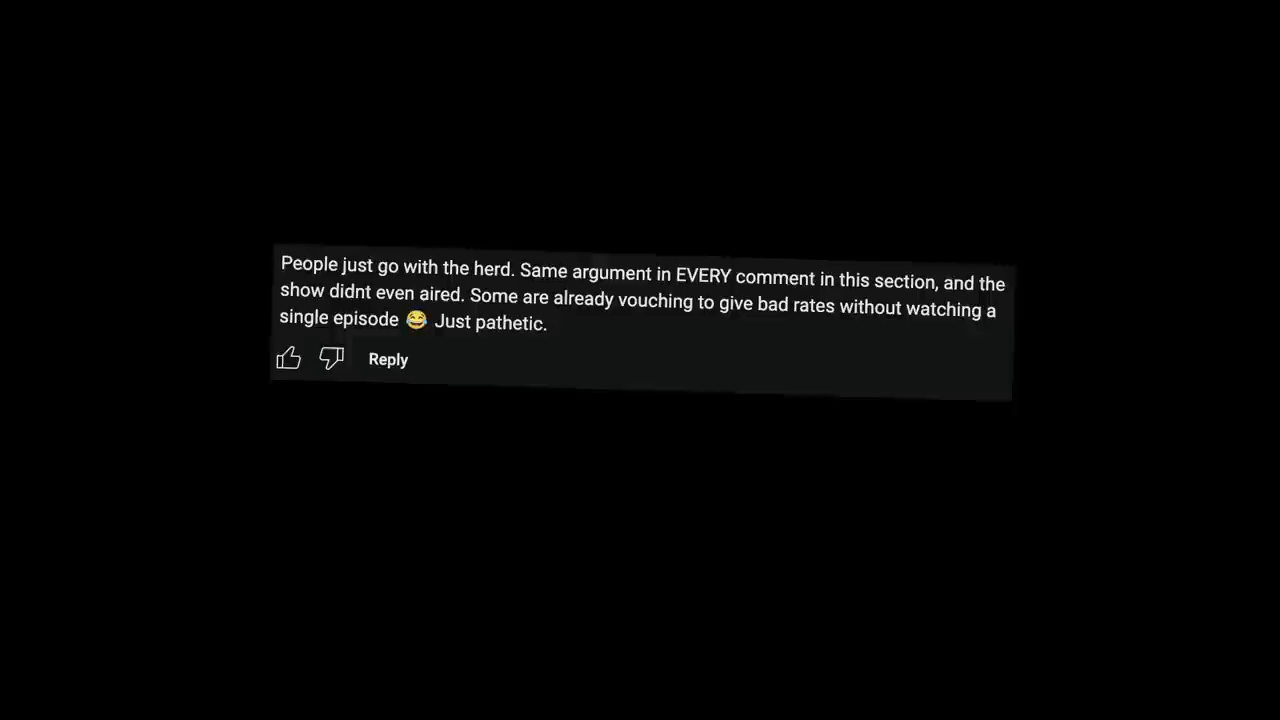 People just go with the herd. Same argument in EVERY comment in this section, and the
show didnt even aired. Some are already vouching to give bad rates without watching a
single episode 😂 Just pathetic.
Reply